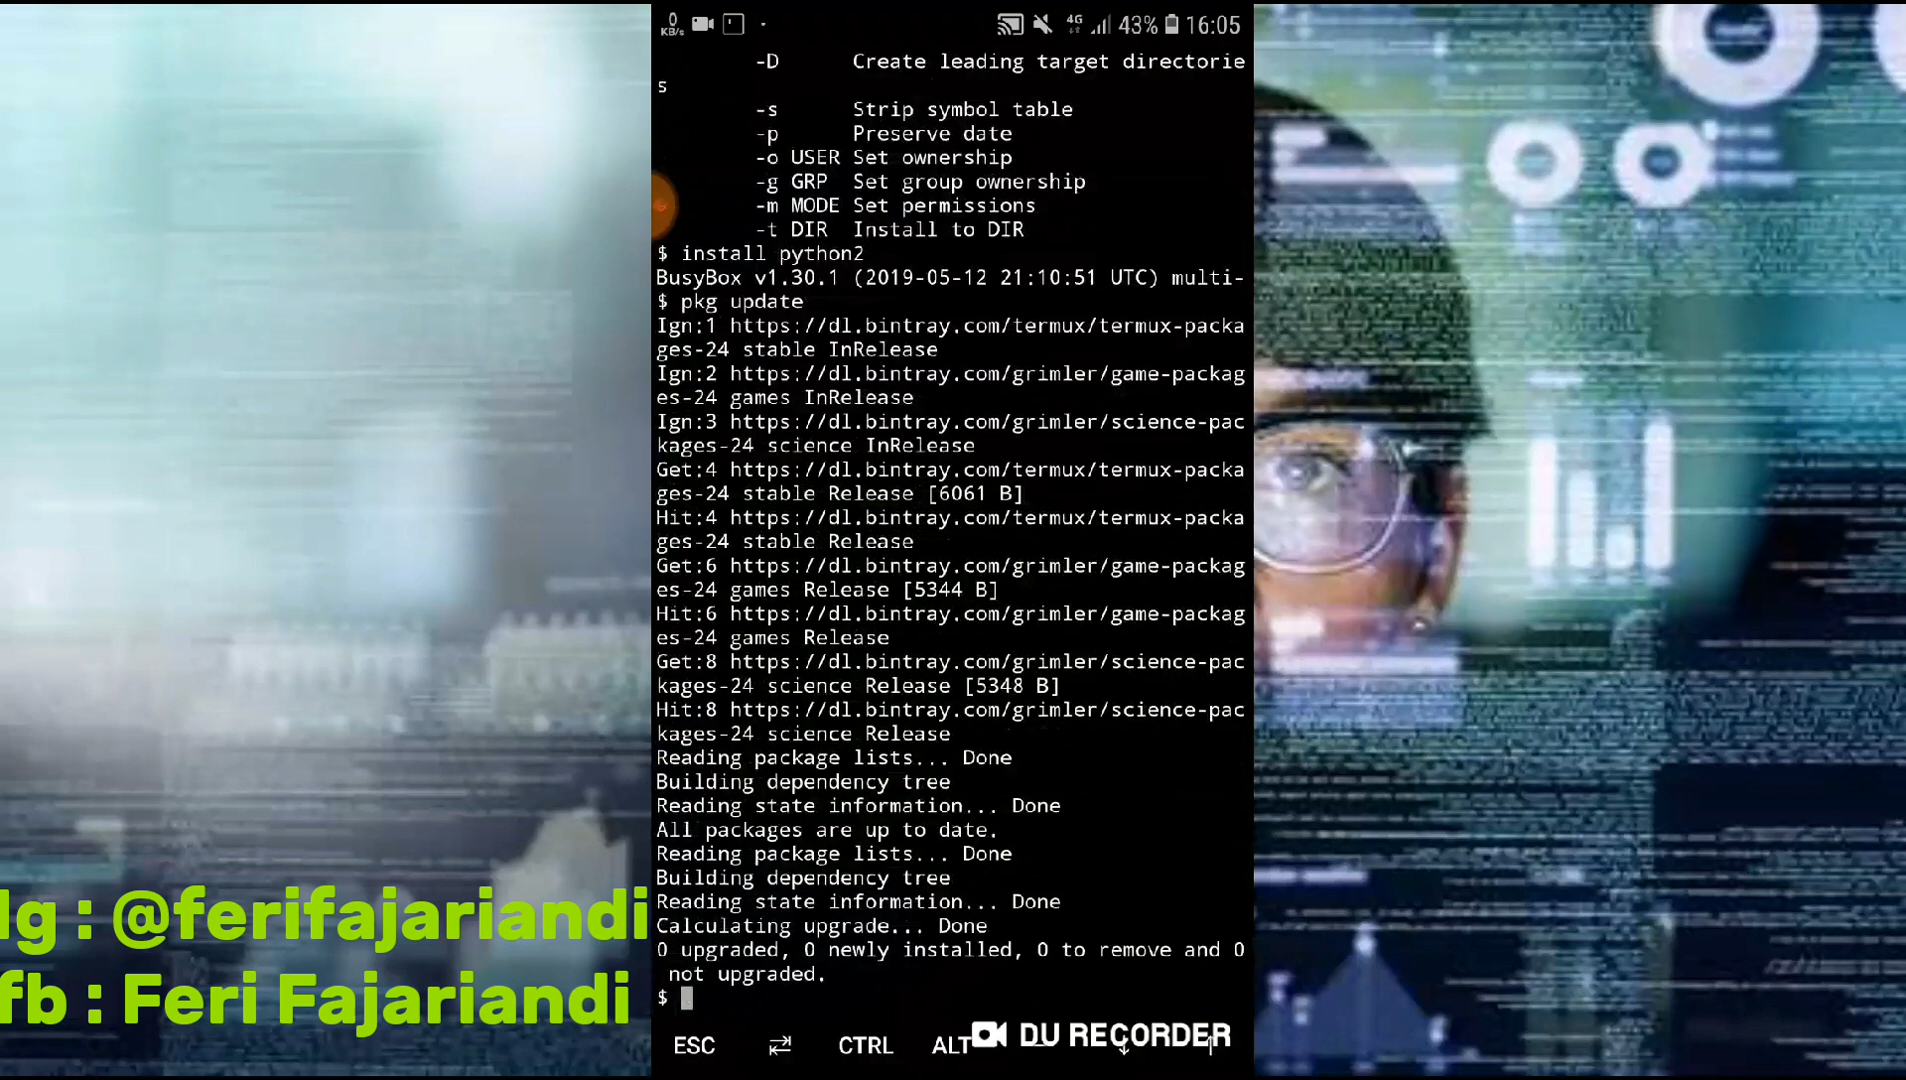 0
KB/s
4G
43%
16:05
-D Create leading target directorie
s
-s Strip symbol table
-p Preserve date
-o USER Set ownership
-g GRP Set group ownership
-m MODE Set permissions
-t DIR Install to DIR
$ install python2
BusyBox v1.30.1 (2019-05-12 21:10:51 UTC) multi-
$ pkg update
Ign:1 https://dl.bintray.com/termux/termux-packa
ges-24 stable InRelease
Ign:2 https://dl.bintray.com/grimler/game-packag
es-24 games InRelease
Ign:3 https://dl.bintray.com/grimler/science-pac
kages-24 science InRelease
Get:4 https://dl.bintray.com/termux/termux-packa
ges-24 stable Release [6061 B]
Hit:4 https://dl.bintray.com/termux/termux-packa
ges-24 stable Release
Get:6 https://dl.bintray.com/grimler/game-packag
es-24 games Release [5344 B]
Hit:6 https://dl.bintray.com/grimler/game-packag
es-24 games Release
Get:8 https://dl.bintray.com/grimler/science-pac
kages-24 science Release [5348 B]
Hit:8 https://dl.bintray.com/grimler/science-pac
kages-24 science Release
Reading package lists... Done
Building dependency tree
Reading state information... Done
All packages are up to date.
Reading package lists... Done
Building dependency tree
Reading state information... Done
Calculating upgrade... Done
0 upgraded, 0 newly installed, 0 to remove and 0
not upgraded.
$
ESC CTRL ALT DU RECORDER
Ig : @ferifajariandi
fb : Feri Fajariandi